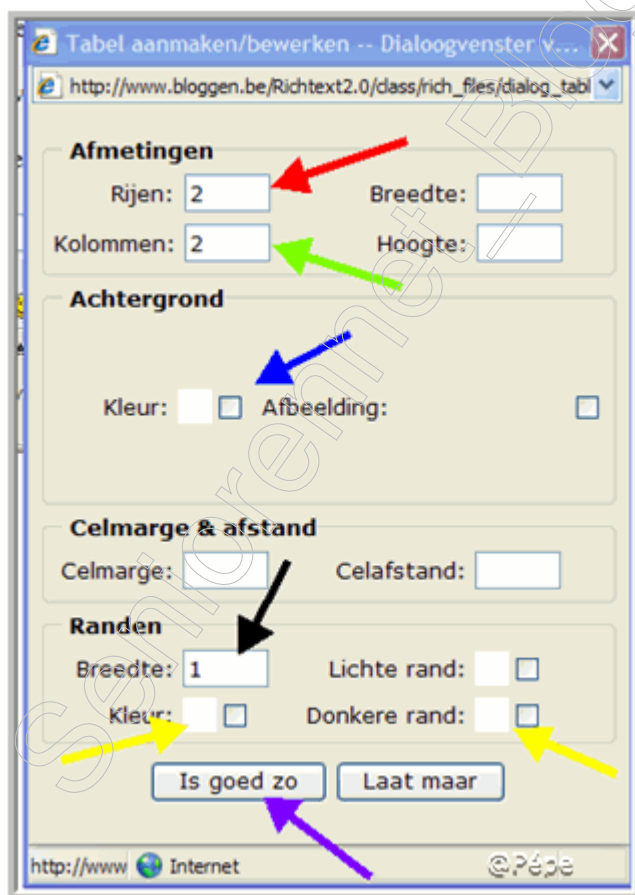 Tabel aanmaken/bewerken -- Dialoogvenster v...
http://www.bloggen.be/Richtext2.0/class/rich_files/dialog_tabl
Afmetingen
Rijen: 2 Breedte:
Kolommen: 2 Hoogte:
Achtergrond
Kleur: Afbeelding:
Celmarge & afstand
Celmarge: Celafstand:
Randen
Breedte: 1 Lichte rand:
Kleur: Donkere rand:
Is goed zo Laat maar
http://www Internet @Pépe